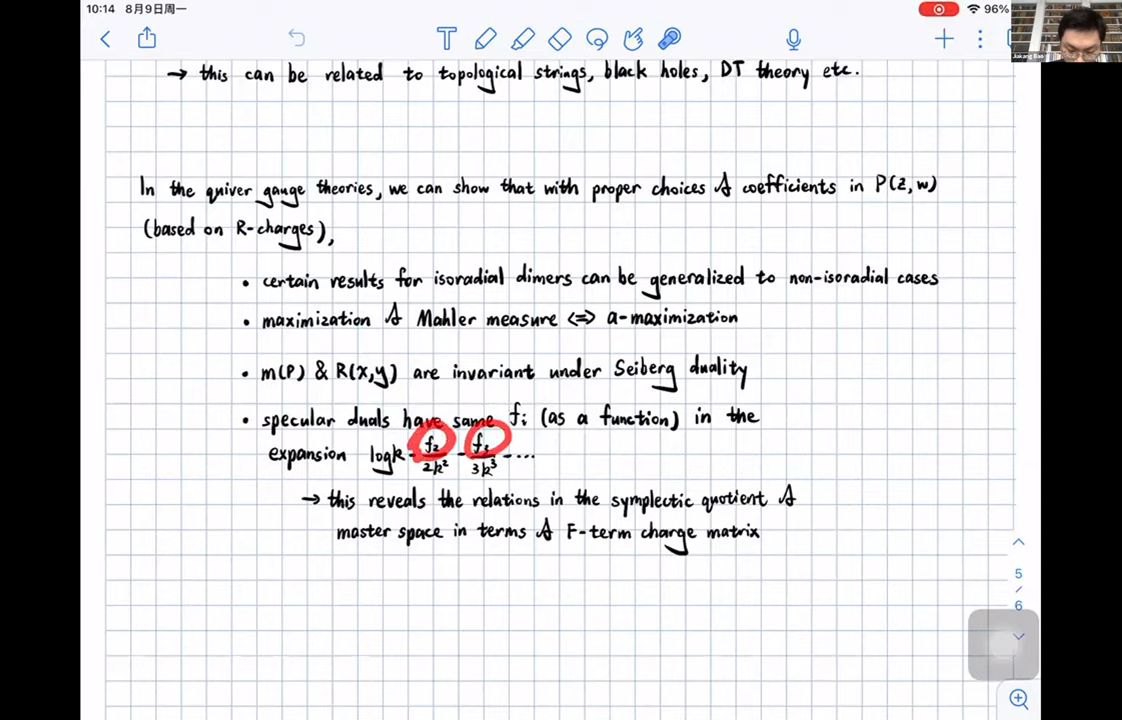 10:14 8月9日周一
96%
→ this can be related to topological strings, black holes, DT theory etc.
In the quiver gauge theories, we can show that with proper choices of coefficients in P(z, w)
(based on R-charges),
• certain results for isoradial dimers can be generalized to non-isoradial cases
• maximization of Mahler measure <=> a-maximization
• m(P) & R(x,y) are invariant under Seiberg duality
• specular duals have same fi (as a function) in the
expansion logk - f2/2k² - f3/3k³ - ...
→ this reveals the relations in the symplectic quotient of
master space in terms of F-term charge matrix
5
/
6